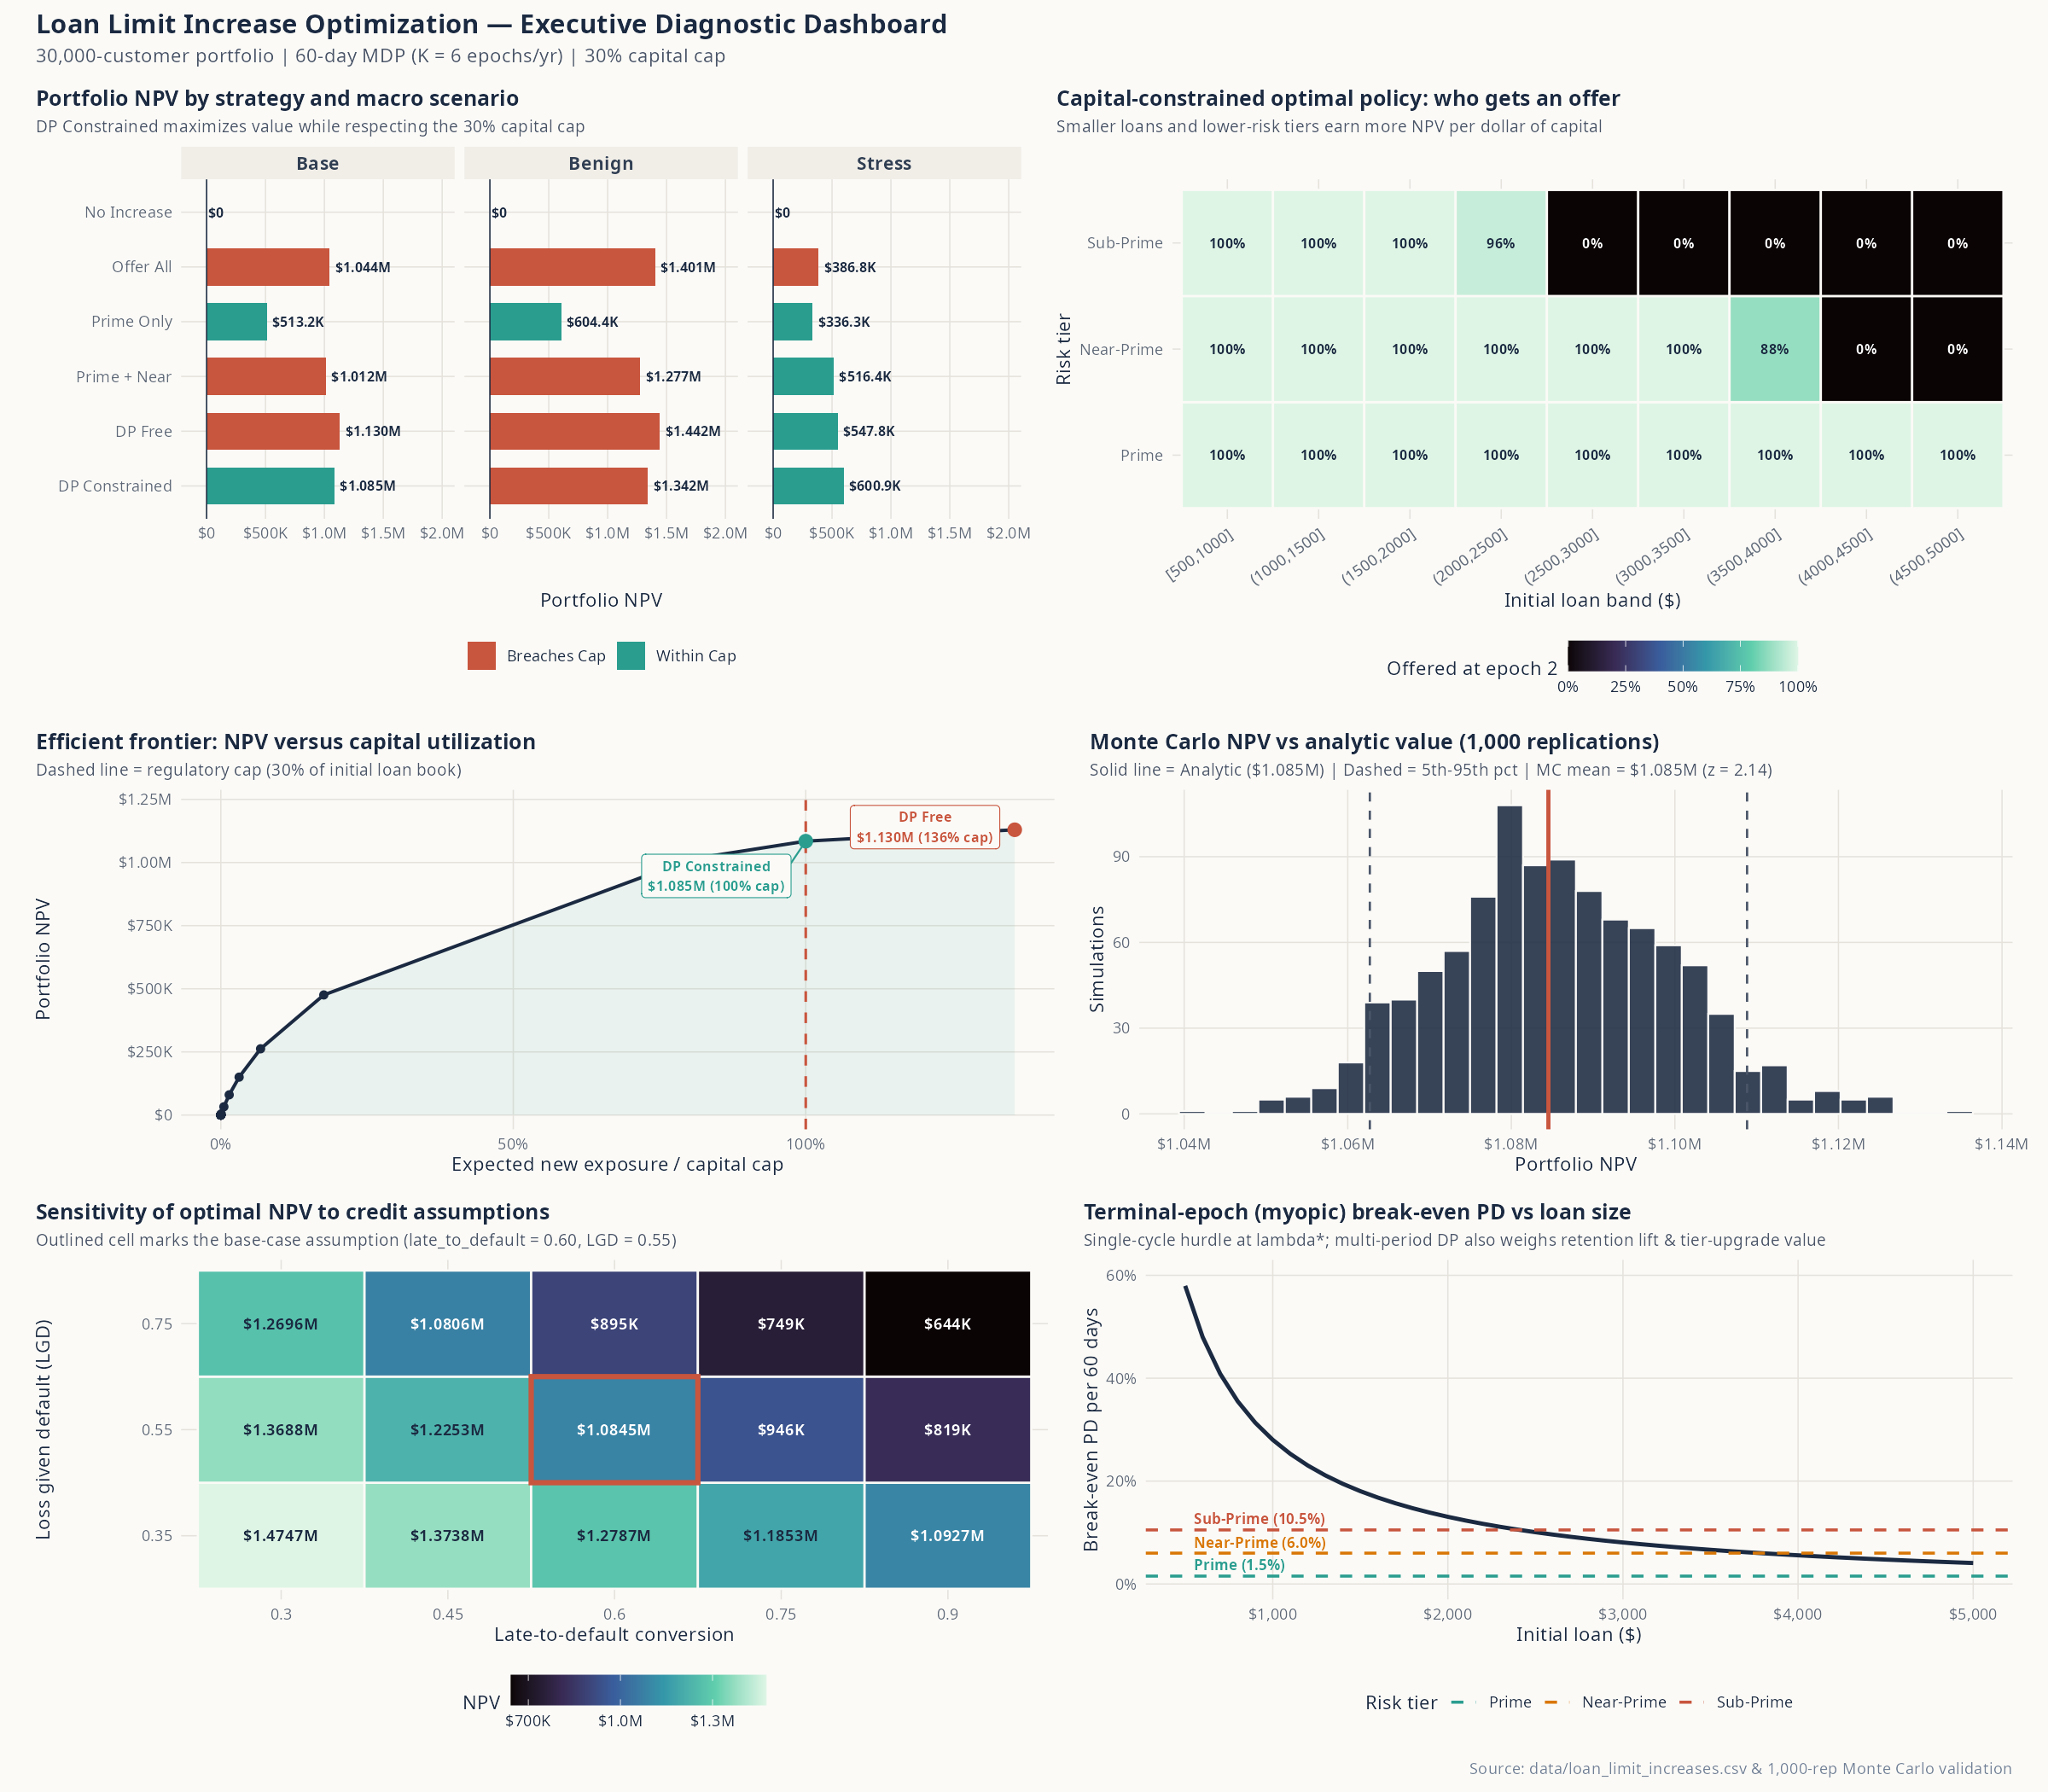 Loan Limit Increase Optimization — Executive Diagnostic Dashboard
30,000-customer portfolio | 60-day MDP (K = 6 epochs/yr) | 30% capital cap
Portfolio NPV by strategy and macro scenario
DP Constrained maximizes value while respecting the 30% capital cap
Base Benign Stress
No Increase $0 $0 $0
Offer All $1.044M $1.401M $386.8K
Prime Only $513.2K $604.4K $336.3K
Prime + Near $1.012M $1.277M $516.4K
DP Free $1.130M $1.442M $547.8K
DP Constrained $1.085M $1.342M $600.9K
$0 $500K $1.0M $1.5M $2.0M $0 $500K $1.0M $1.5M $2.0M $0 $500K $1.0M $1.5M $2.0M
Portfolio NPV
Breaches Cap Within Cap
Capital-constrained optimal policy: who gets an offer
Smaller loans and lower-risk tiers earn more NPV per dollar of capital
Risk tier
Sub-Prime 100% 100% 100% 96% 0% 0% 0% 0% 0%
Near-Prime 100% 100% 100% 100% 100% 100% 88% 0% 0%
Prime 100% 100% 100% 100% 100% 100% 100% 100% 100%
[500,1000] (1000,1500] (1500,2000] (2000,2500] (2500,3000] (3000,3500] (3500,4000] (4000,4500] (4500,5000]
Initial loan band ($)
Offered at epoch 2
0% 25% 50% 75% 100%
Efficient frontier: NPV versus capital utilization
Dashed line = regulatory cap (30% of initial loan book)
Portfolio NPV
$1.25M
$1.00M
$750K
$500K
$250K
$0
DP Free
$1.130M (136% cap)
DP Constrained
$1.085M (100% cap)
0% 50% 100%
Expected new exposure / capital cap
Monte Carlo NPV vs analytic value (1,000 replications)
Solid line = Analytic ($1.085M) | Dashed = 5th-95th pct | MC mean = $1.085M (z = 2.14)
Simulations
90
60
30
0
$1.04M $1.06M $1.08M $1.10M $1.12M $1.14M
Portfolio NPV
Sensitivity of optimal NPV to credit assumptions
Outlined cell marks the base-case assumption (late_to_default = 0.60, LGD = 0.55)
Loss given default (LGD)
0.75 $1.2696M $1.0806M $895K $749K $644K
0.55 $1.3688M $1.2253M $1.0845M $946K $819K
0.35 $1.4747M $1.3738M $1.2787M $1.1853M $1.0927M
0.3 0.45 0.6 0.75 0.9
Late-to-default conversion
NPV
$700K $1.0M $1.3M
Terminal-epoch (myopic) break-even PD vs loan size
Single-cycle hurdle at lambda*; multi-period DP also weighs retention lift & tier-upgrade value
Break-even PD per 60 days
60%
40%
20%
0%
Sub-Prime (10.5%)
Near-Prime (6.0%)
Prime (1.5%)
$1,000 $2,000 $3,000 $4,000 $5,000
Initial loan ($)
Risk tier Prime Near-Prime Sub-Prime
Source: data/loan_limit_increases.csv & 1,000-rep Monte Carlo validation